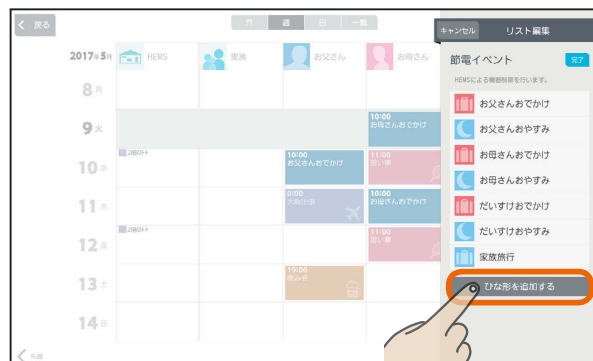 戻る
月 週 日 一覧
キャンセル リスト編集
2017年5月 HEMS 家族 お父さん お母さん
節電イベント 完了
HEMSによる機器制御を行います。
8月
お父さんおでかけ
9火
10:00
お母さんおでかけ
お父さんおやすみ
10水
10:00
お父さんおでかけ
11:00
習い事
お母さんおでかけ
お母さんおやすみ
11木
8:00
大阪出張
10:00
お母さんおでかけ
だいすけおでかけ
だいすけおやすみ
12金
11:00
習い事
家族旅行
13土
19:00
飲み会
ひな形を追加する
14日
先週